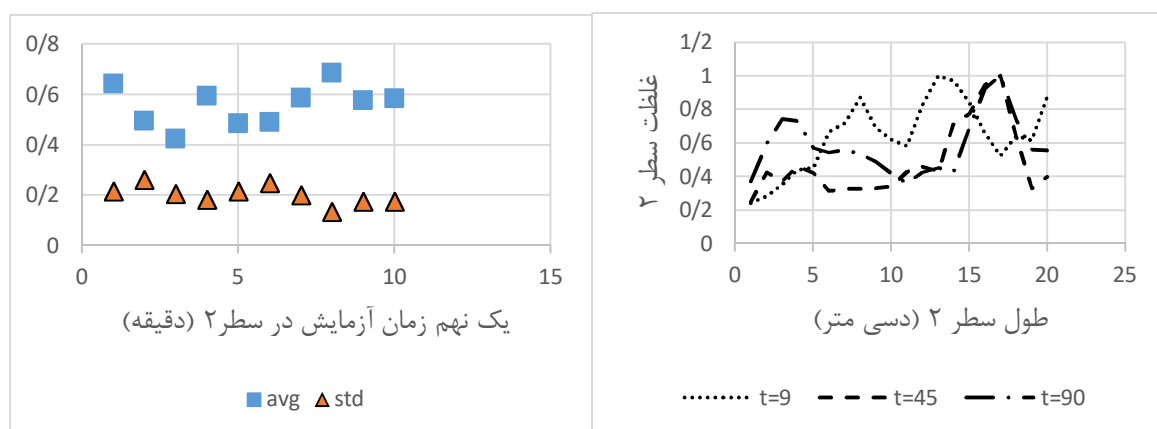 0/8
0/6
0/4
0/2
0
0 5 10 15
یک نهم زمان آزمایش در سطر۲ (دقیقه)
avg std
1/2
1
0/8
0/6
0/4
0/2
0
غلظت سطر ۲
0 5 10 15 20 25
طول سطر ۲ (دسی متر)
t=9 t=45 t=90